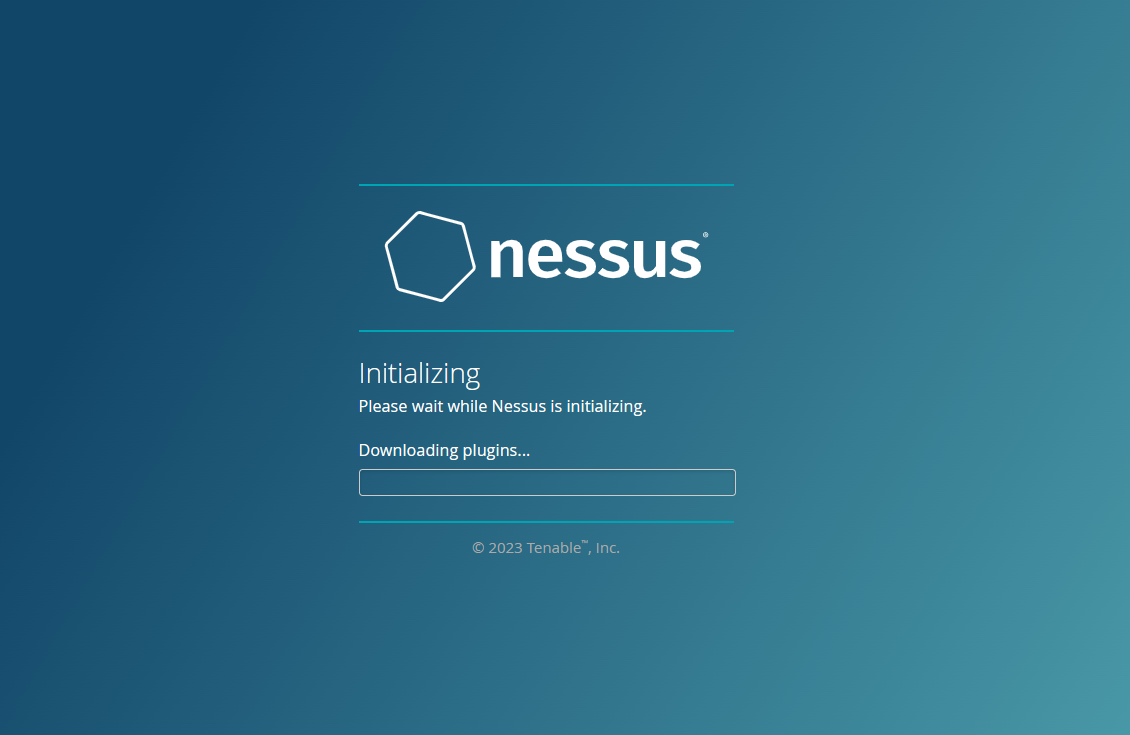 nessus®
Initializing
Please wait while Nessus is initializing.
Downloading plugins...
© 2023 Tenable™, Inc.